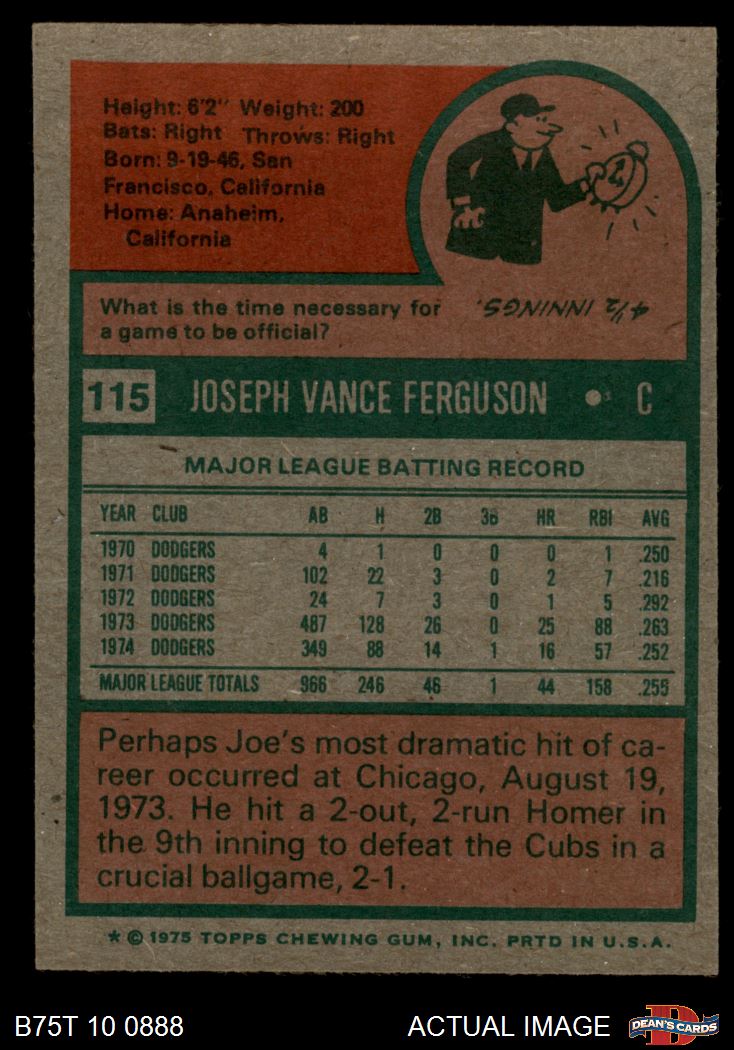 Height: 6'2" Weight: 200
Bats: Right Throws: Right
Born: 9-19-46, San
Francisco, California
Home: Anaheim,
California
What is the time necessary for
a game to be official?
4½ INNINGS.
115 JOSEPH VANCE FERGUSON • C
MAJOR LEAGUE BATTING RECORD
YEAR CLUB AB H 2B 3B HR RBI AVG
1970 DODGERS 4 1 0 0 0 1 .250
1971 DODGERS 102 22 3 0 2 7 .216
1972 DODGERS 24 7 3 0 1 5 .292
1973 DODGERS 487 128 26 0 25 88 .263
1974 DODGERS 349 88 14 1 16 57 .252
MAJOR LEAGUE TOTALS 966 246 46 1 44 158 .255
Perhaps Joe's most dramatic hit of ca-
reer occurred at Chicago, August 19,
1973. He hit a 2-out, 2-run Homer in
the 9th inning to defeat the Cubs in a
crucial ballgame, 2-1.
* © 1975 TOPPS CHEWING GUM, INC. PRTD IN U.S.A.
B75T 10 0888 ACTUAL IMAGE D DEAN'S CARDS